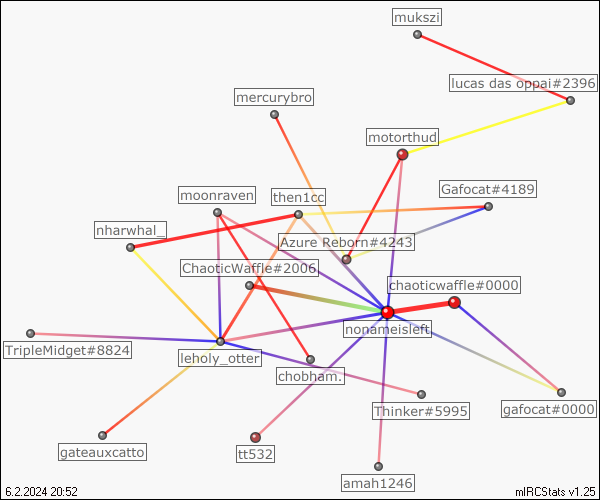 mukszi
lucas das oppai#2396
mercurybro
motorthud
Gafocat#4189
moonraven
then1cc
nharwhal_
Azure Reborn#4243
ChaoticWaffle#2006
chaoticwaffle#0000
nonameisleft
TripleMidget#8824
leholy_otter
chobham.
Thinker#5995
gafocat#0000
gateauxcatto
tt532
amah1246
6.2.2024 20:52
mIRCStats v1.25